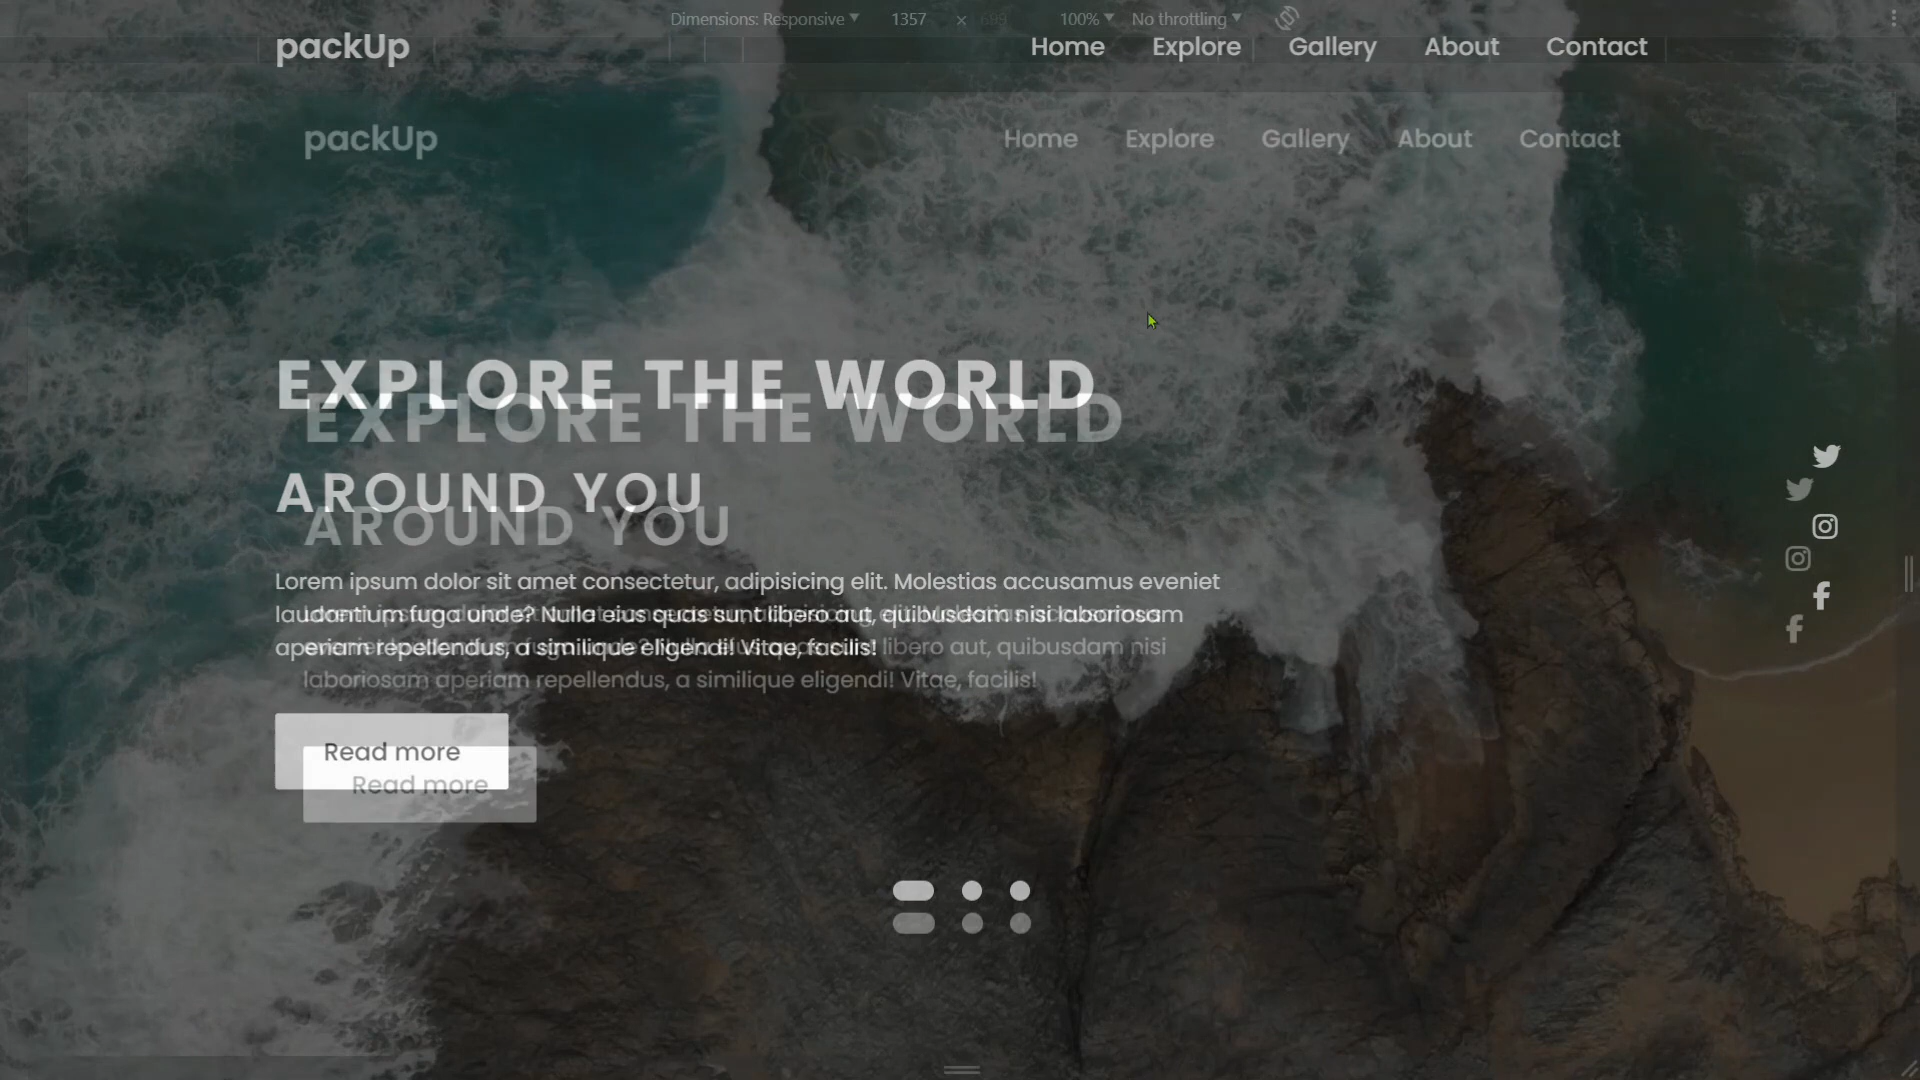 Dimensions: Responsive 1357 × 699 100% No throttling
packUp Home Explore Gallery About Contact
packUp Home Explore Gallery About Contact
EXPLORE THE WORLD
EXPLORE THE WORLD
AROUND YOU
AROUND YOU
Lorem ipsum dolor sit amet consectetur, adipisicing elit. Molestias accusamus eveniet
laudantium fuga unde? Nulla eius quas sunt libero aut, quibusdam nisi laboriosam
aperiam repellendus, a similique eligendi! Vitae, facilis!
libero aut, quibusdam nisi
laboriosam aperiam repellendus, a similique eligendi! Vitae, facilis!
Read more
Read more